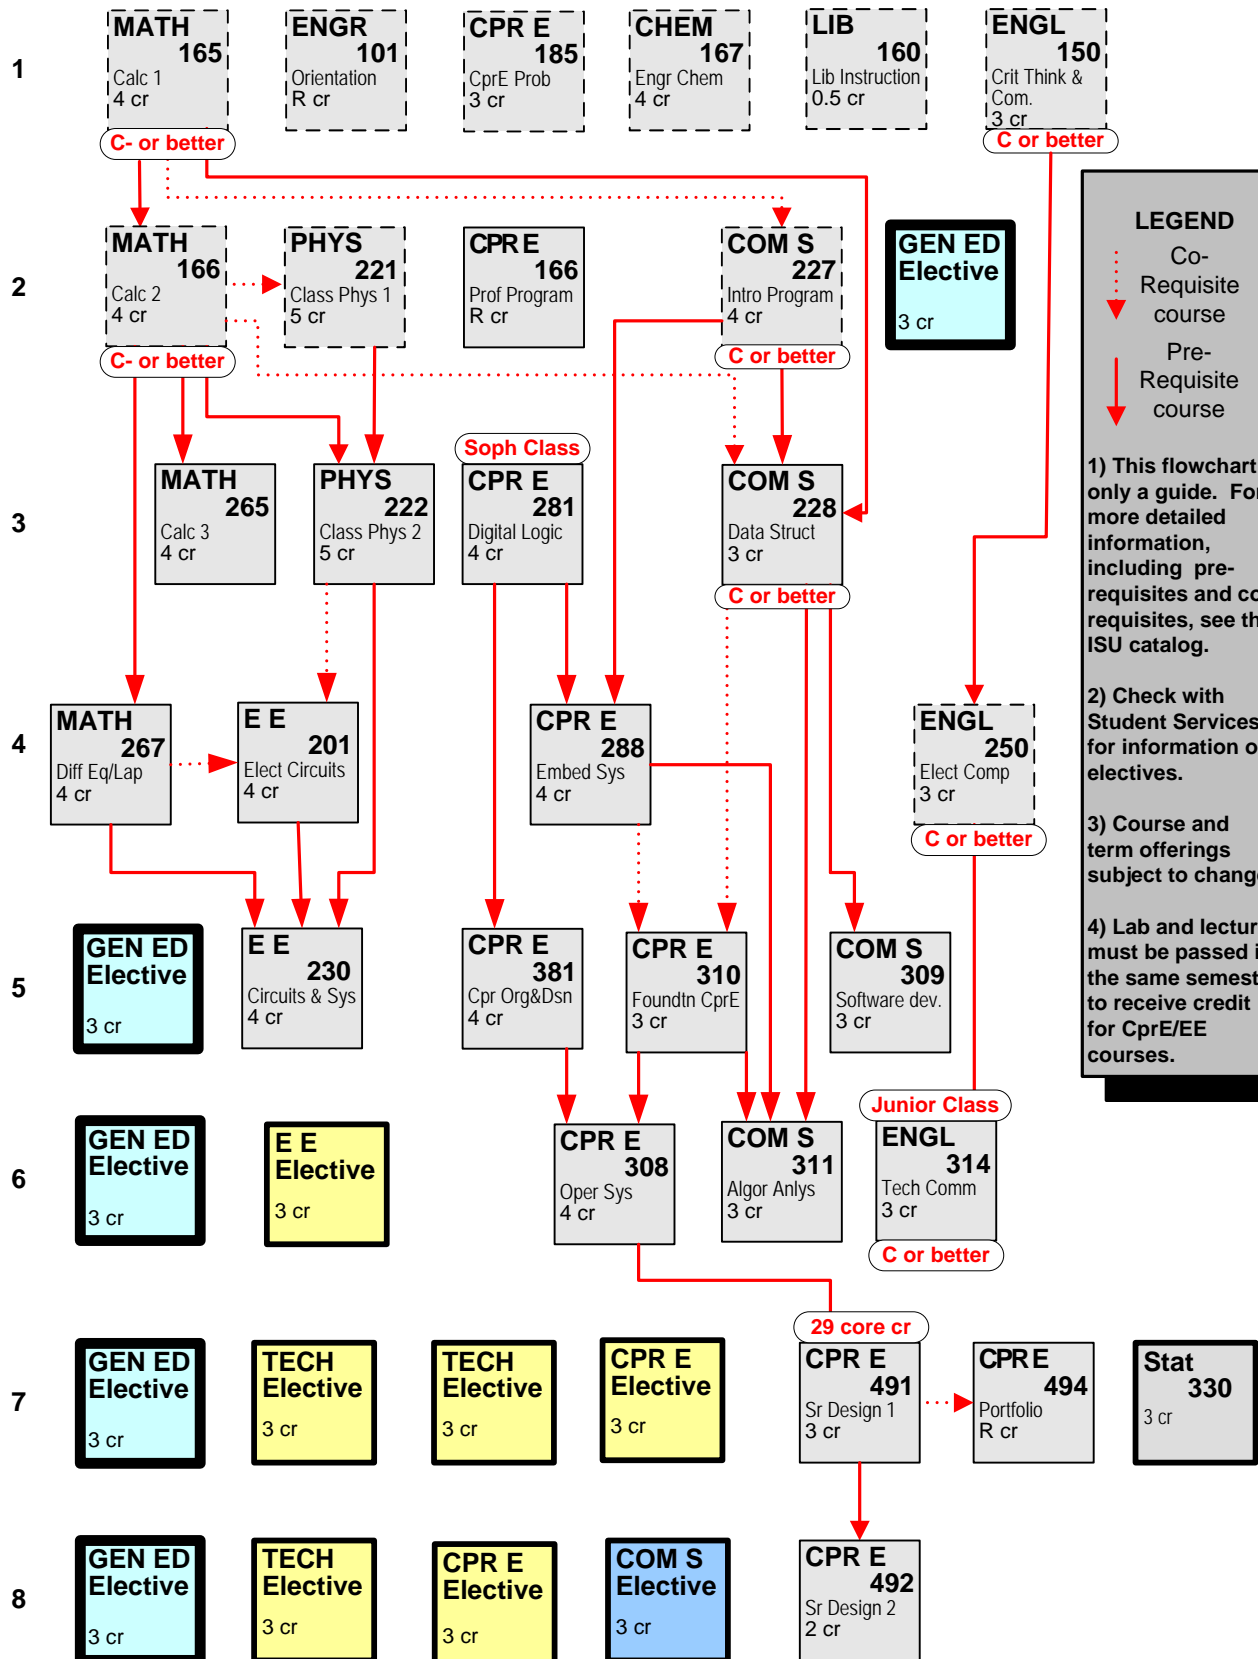 1
MATH
165
Calc 1
4 cr
C- or better
ENGR
101
Orientation
R cr
CPR E
185
CprE Prob
3 cr
CHEM
167
Engr Chem
4 cr
LIB
160
Lib Instruction
0.5 cr
ENGL
150
Crit Think &
Com.
3 cr
C or better
2
MATH
166
Calc 2
4 cr
C- or better
PHYS
221
Class Phys 1
5 cr
CPR E
166
Prof Program
R cr
COM S
227
Intro Program
4 cr
C or better
GEN ED
Elective
3 cr
3
MATH
265
Calc 3
4 cr
PHYS
222
Class Phys 2
5 cr
Soph Class
CPR E
281
Digital Logic
4 cr
COM S
228
Data Struct
3 cr
C or better
4
MATH
267
Diff Eq/Lap
4 cr
E E
201
Elect Circuits
4 cr
CPR E
288
Embed Sys
4 cr
ENGL
250
Elect Comp
3 cr
C or better
5
GEN ED
Elective
3 cr
E E
230
Circuits & Sys
4 cr
CPR E
381
Cpr Org&Dsn
4 cr
CPR E
310
Foundtn CprE
3 cr
COM S
309
Software dev.
3 cr
6
GEN ED
Elective
3 cr
E E
Elective
3 cr
CPR E
308
Oper Sys
4 cr
COM S
311
Algor Anlys
3 cr
Junior Class
ENGL
314
Tech Comm
3 cr
C or better
7
GEN ED
Elective
3 cr
TECH
Elective
3 cr
TECH
Elective
3 cr
CPR E
Elective
3 cr
29 core cr
CPR E
491
Sr Design 1
3 cr
CPR E
494
Portfolio
R cr
Stat
330
3 cr
8
GEN ED
Elective
3 cr
TECH
Elective
3 cr
CPR E
Elective
3 cr
COM S
Elective
3 cr
CPR E
492
Sr Design 2
2 cr
LEGEND
Co-
Requisite
course
Pre-
Requisite
course
1) This flowchart
only a guide. For
more detailed
information,
including pre-
requisites and co
requisites, see th
ISU catalog.
2) Check with
Student Services
for information o
electives.
3) Course and
term offerings
subject to change
4) Lab and lectur
must be passed i
the same semest
to receive credit
for CprE/EE
courses.